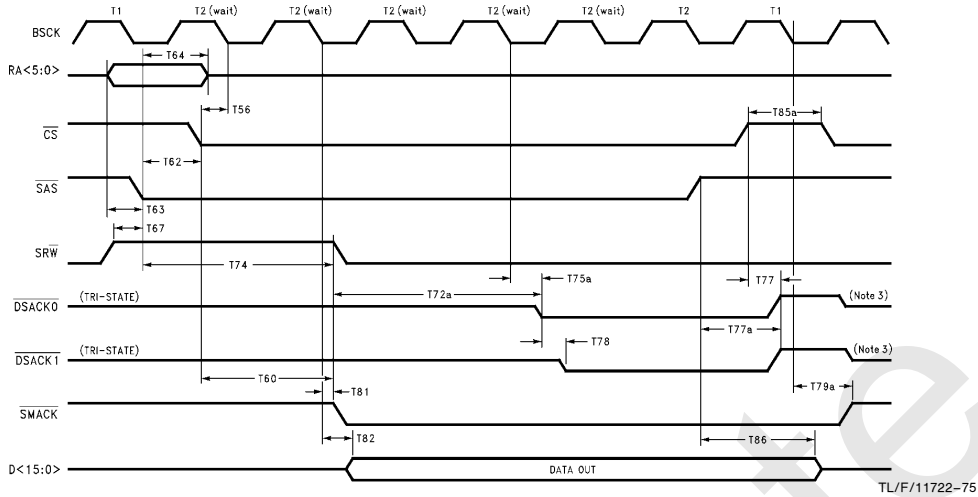 T1 T2 (wait) T2 (wait) T2 (wait) T2 (wait) T2 (wait) T2 T1
BSCK
T64
RA<5:0>
T56
T85a
CS
T62
SAS
T63
T67
SRW
T74
T75a
T77
T72a
(TRI-STATE) (Note 3)
DSACK0
T77a
T78
(TRI-STATE) (Note 3)
DSACK1
T60
T81
T79a
SMACK
T82
T86
D<15:0> DATA OUT
TL/F/11722–75